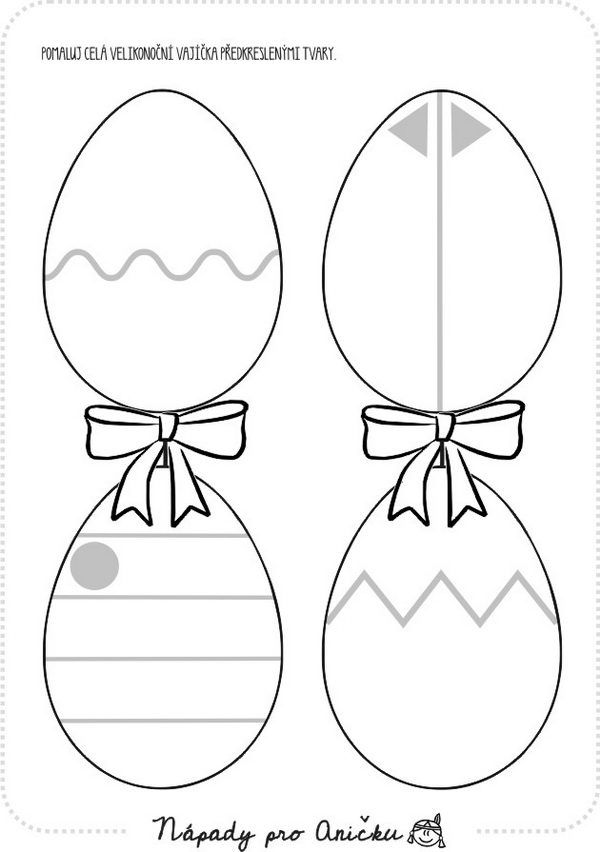 POMALUJ CELÁ VELIKONOČNÍ VAJÍČKA PŘEDKRESLENÝMI TVARY.
Nápady pro Aničku